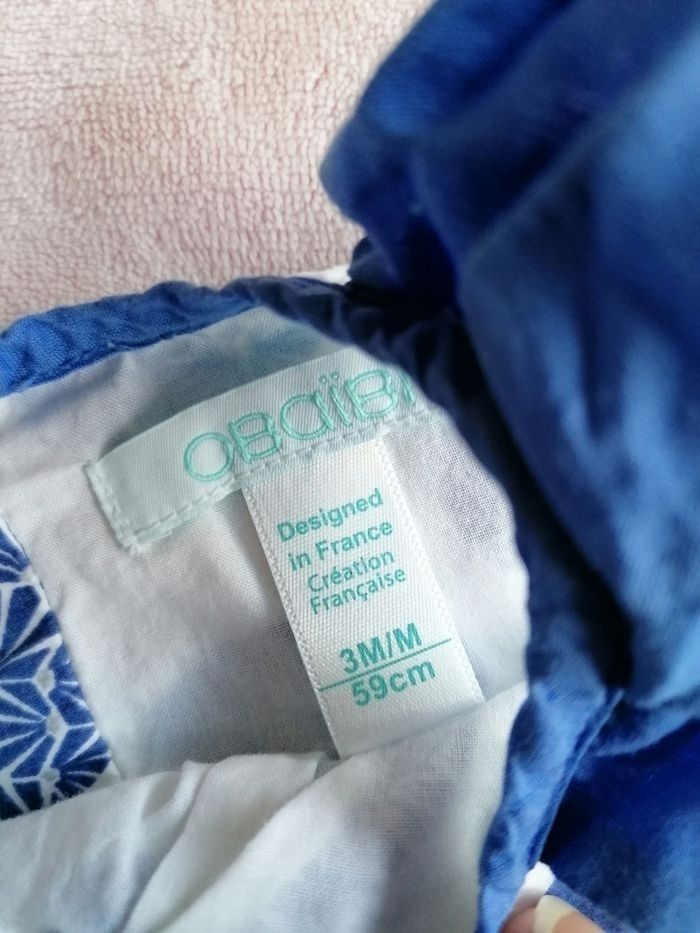 OBaïBI
Designed
in France
Création
Française
3M/M
59cm